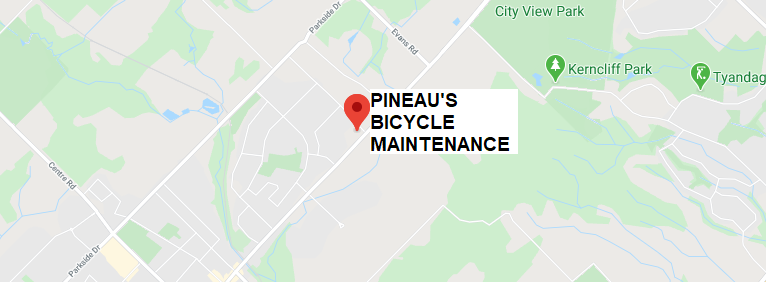 Parkside Dr
City View Park
Evans Rd
Kerncliff Park
Tyandag
PINEAU'S
BICYCLE
MAINTENANCE
Centre Rd
Parkside Dr